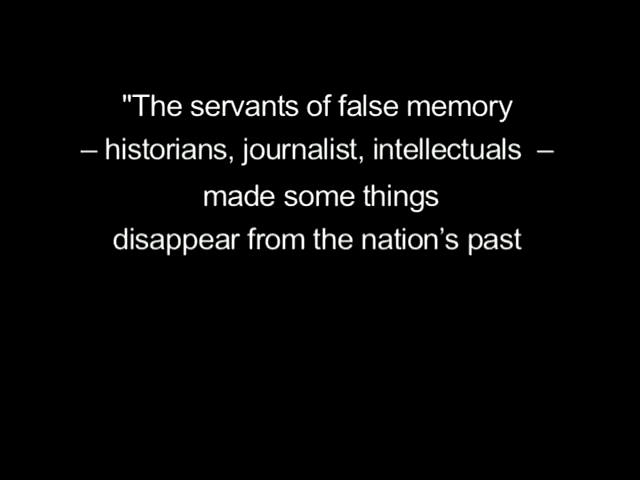 "The servants of false memory
– historians, journalist, intellectuals –
made some things
disappear from the nation’s past